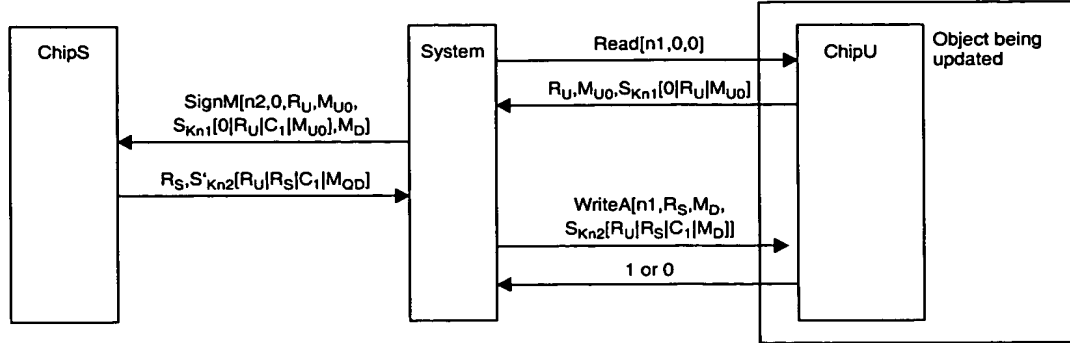 ChipS
System
ChipU
Object being
updated
Read[n1,0,0]
R_U,M_U0,S_Kn1[0|R_U|M_U0]
SignM[n2,0,R_U,M_U0,
S_Kn1[0|R_U|C_1|M_U0],M_D]
R_S,S'_Kn2[R_U|R_S|C_1|M_QD]
WriteA[n1,R_S,M_D,
S_Kn2[R_U|R_S|C_1|M_D]]
1 or 0